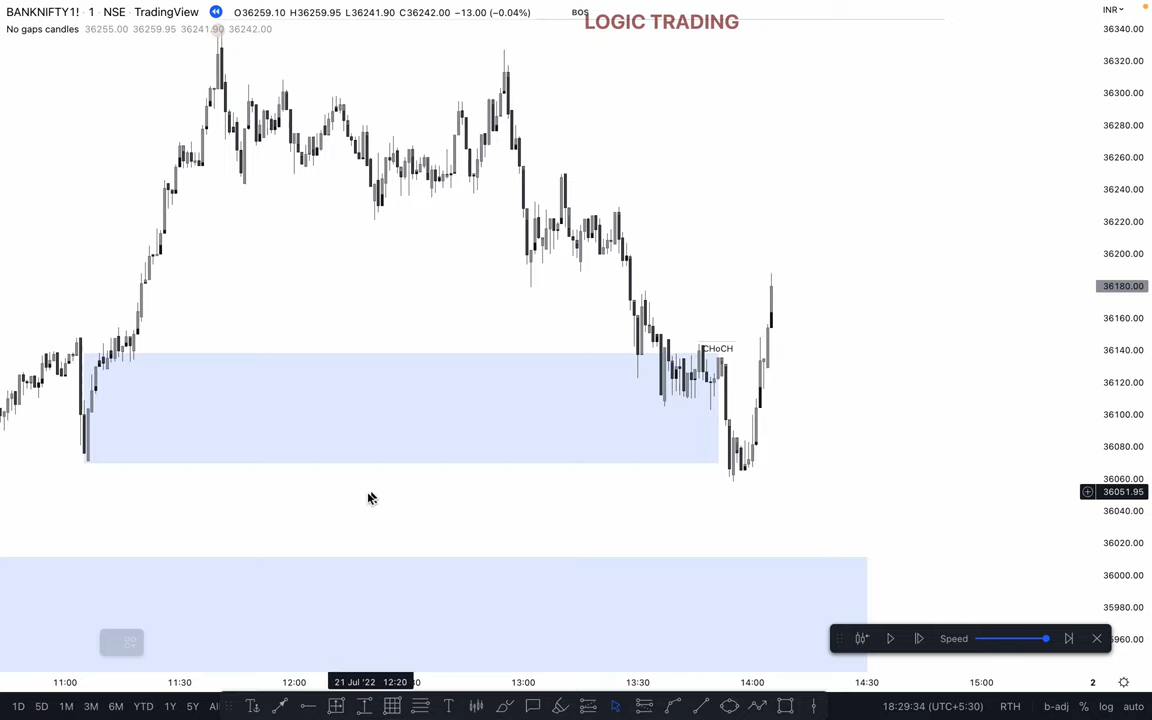 BANKNIFTY1! · 1 · NSE · TradingView O36259.10 H36259.95 L36241.90 C36242.00 −13.00 (−0.04%)
BOS
LOGIC TRADING
INR
No gaps candles 36255.00 36259.95 36241.90 36242.00
36340.00
36320.00
36300.00
36280.00
36260.00
36240.00
36220.00
36200.00
36180.00
36160.00
CHoCH
36140.00
36120.00
36100.00
36080.00
36060.00
36051.95
36040.00
36020.00
36000.00
35980.00
Speed
11:00 11:30 12:00 21 Jul '22 12:20 13:00 13:30 14:00 14:30 15:00 2
1D 5D 1M 3M 6M YTD 1Y 5Y 18:29:34 (UTC+5:30) RTH b-adj % log auto